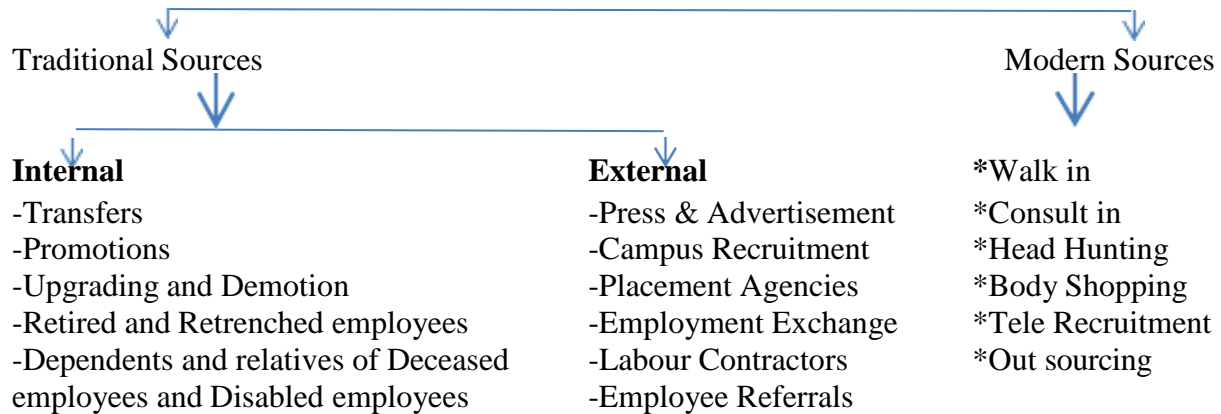 Traditional Sources
Modern Sources
Internal
-Transfers
-Promotions
-Upgrading and Demotion
-Retired and Retrenched employees
-Dependents and relatives of Deceased
employees and Disabled employees
External
-Press & Advertisement
-Campus Recruitment
-Placement Agencies
-Employment Exchange
-Labour Contractors
-Employee Referrals
*Walk in
*Consult in
*Head Hunting
*Body Shopping
*Tele Recruitment
*Out sourcing